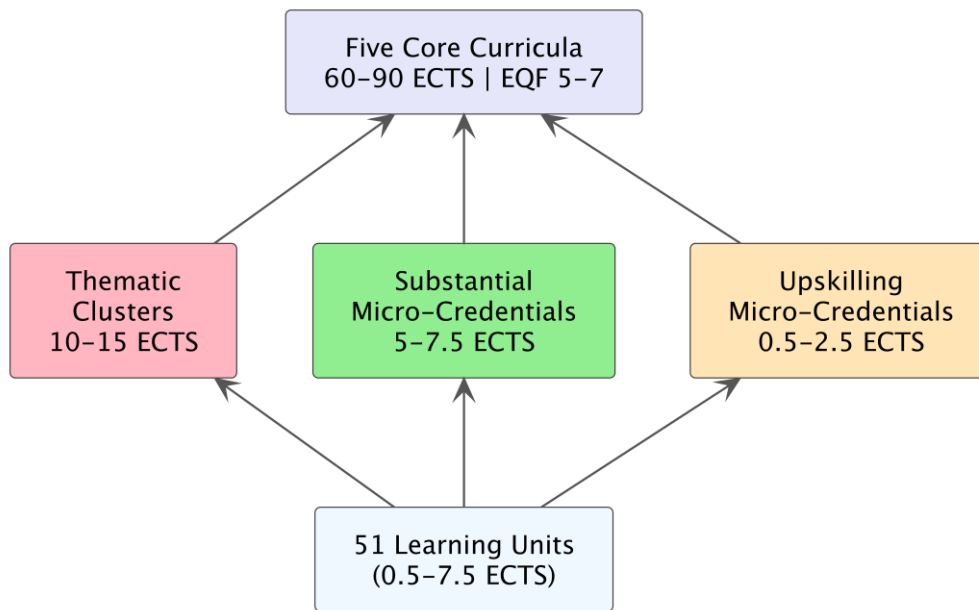 Five Core Curricula
60–90 ECTS | EQF 5–7
Thematic
Clusters
10–15 ECTS
Substantial
Micro-Credentials
5–7.5 ECTS
Upskilling
Micro-Credentials
0.5–2.5 ECTS
51 Learning Units
(0.5–7.5 ECTS)